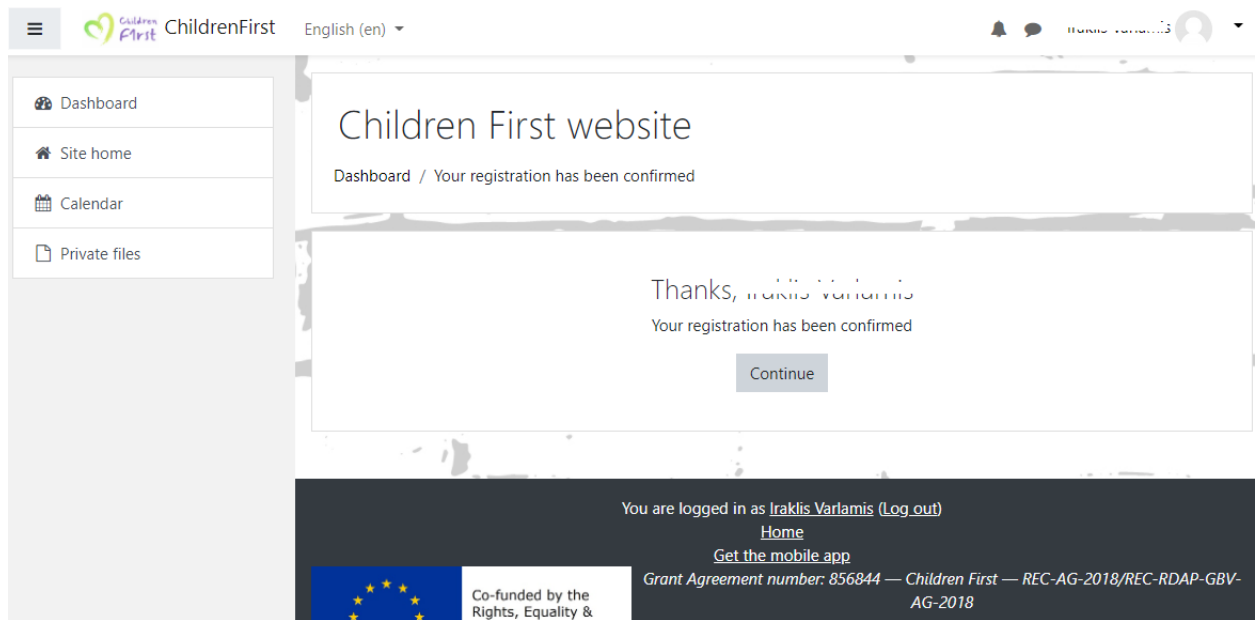 Children
First
ChildrenFirst
English (en)
Dashboard
Site home
Calendar
Private files
Children First website
Dashboard / Your registration has been confirmed
Thanks,
Your registration has been confirmed
Continue
You are logged in as Iraklis Varlamis (Log out)
Home
Get the mobile app
Grant Agreement number: 856844 — Children First — REC-AG-2018/REC-RDAP-GBV-
AG-2018
Co-funded by the
Rights, Equality &